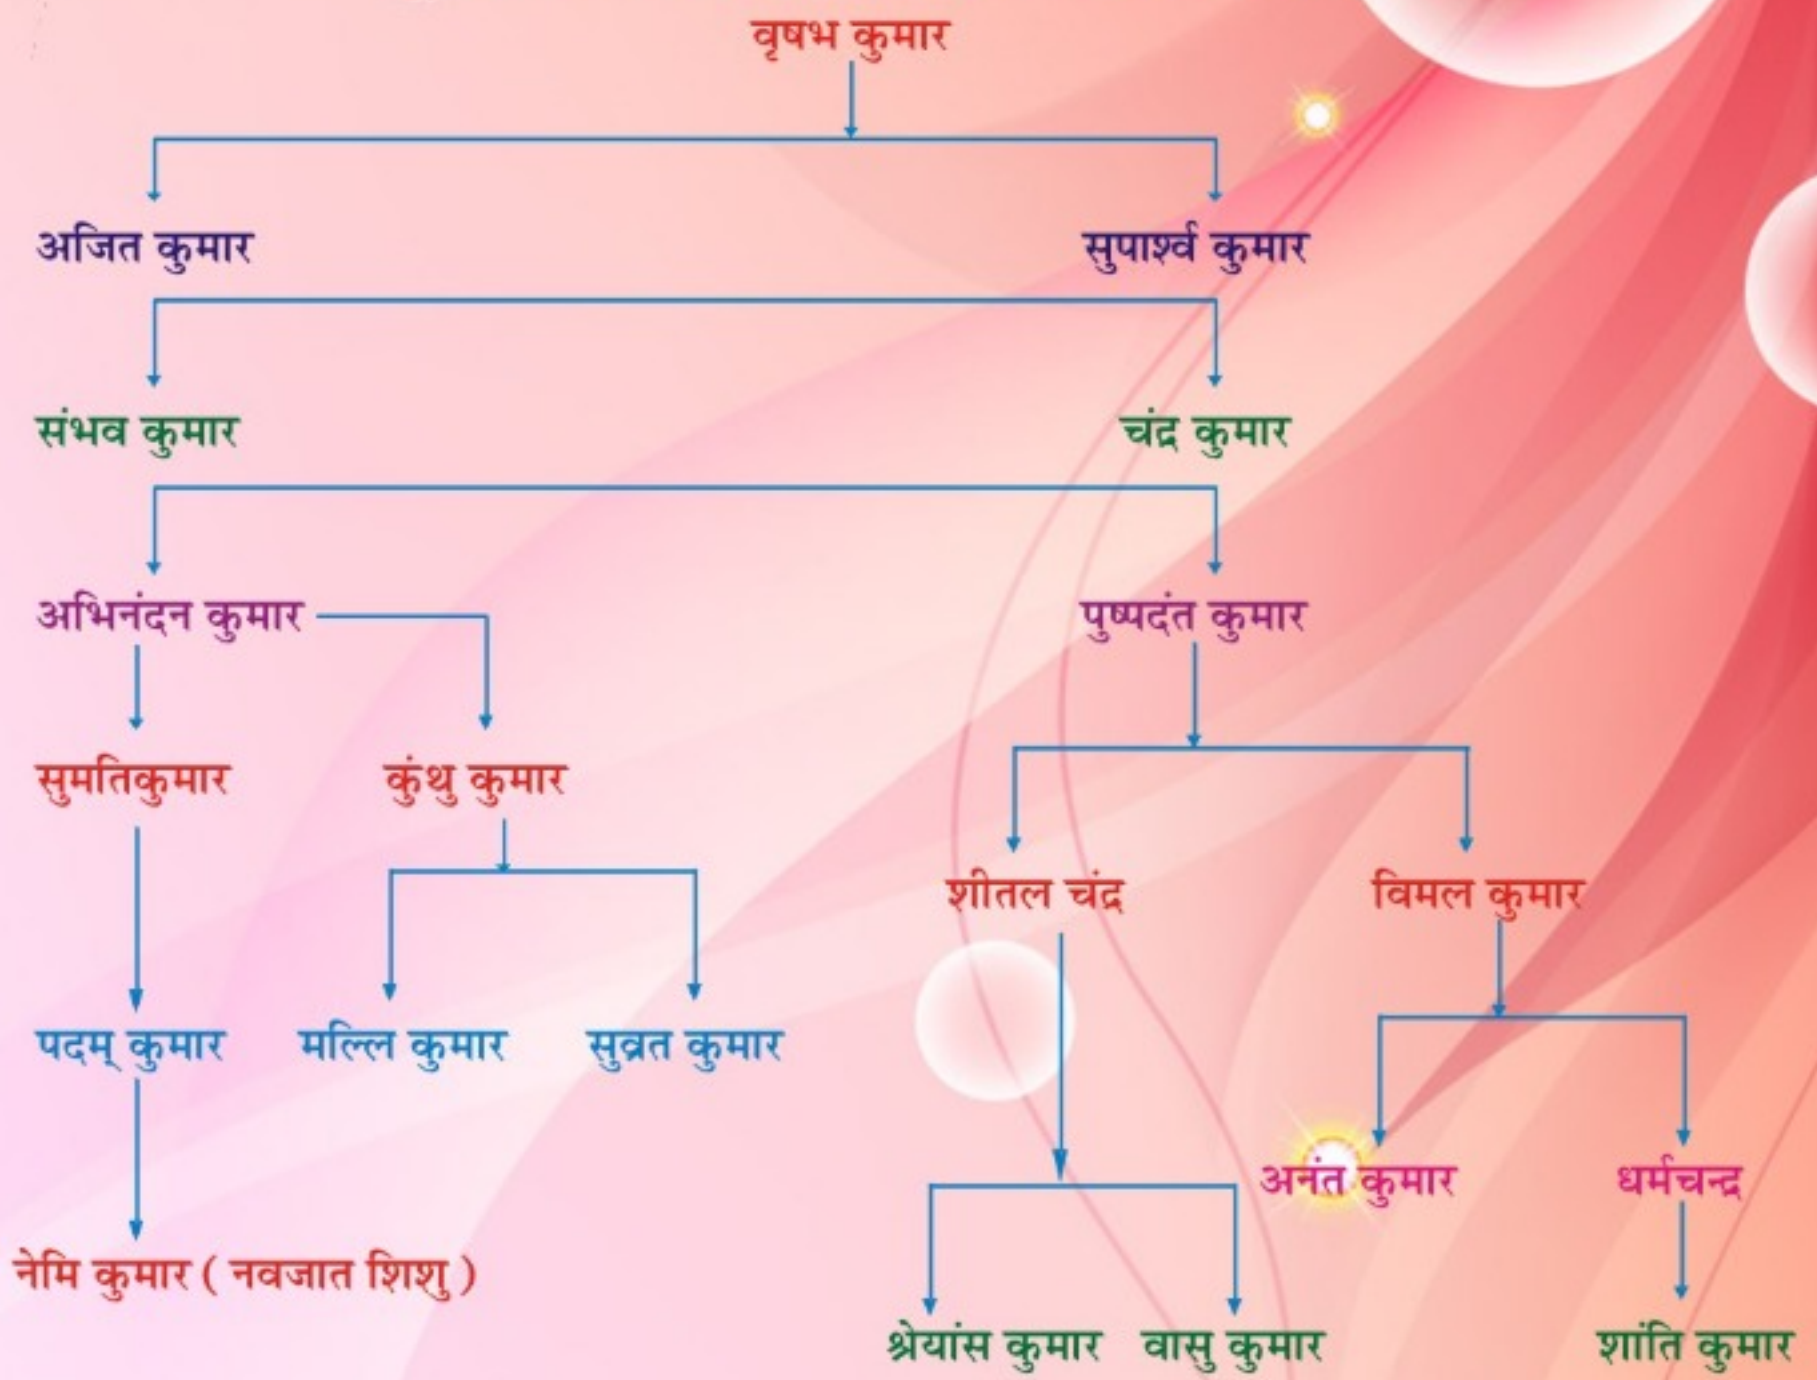 वृषभ कुमार
अजित कुमार सुपार्श्व कुमार
संभव कुमार चंद्र कुमार
अभिनंदन कुमार पुष्पदंत कुमार
सुमतिकुमार कुंथु कुमार
शीतल चंद्र विमल कुमार
पदम् कुमार मल्लि कुमार सुव्रत कुमार
अनंत कुमार धर्मचन्द्र
नेमि कुमार ( नवजात शिशु )
श्रेयांस कुमार वासु कुमार शांति कुमार